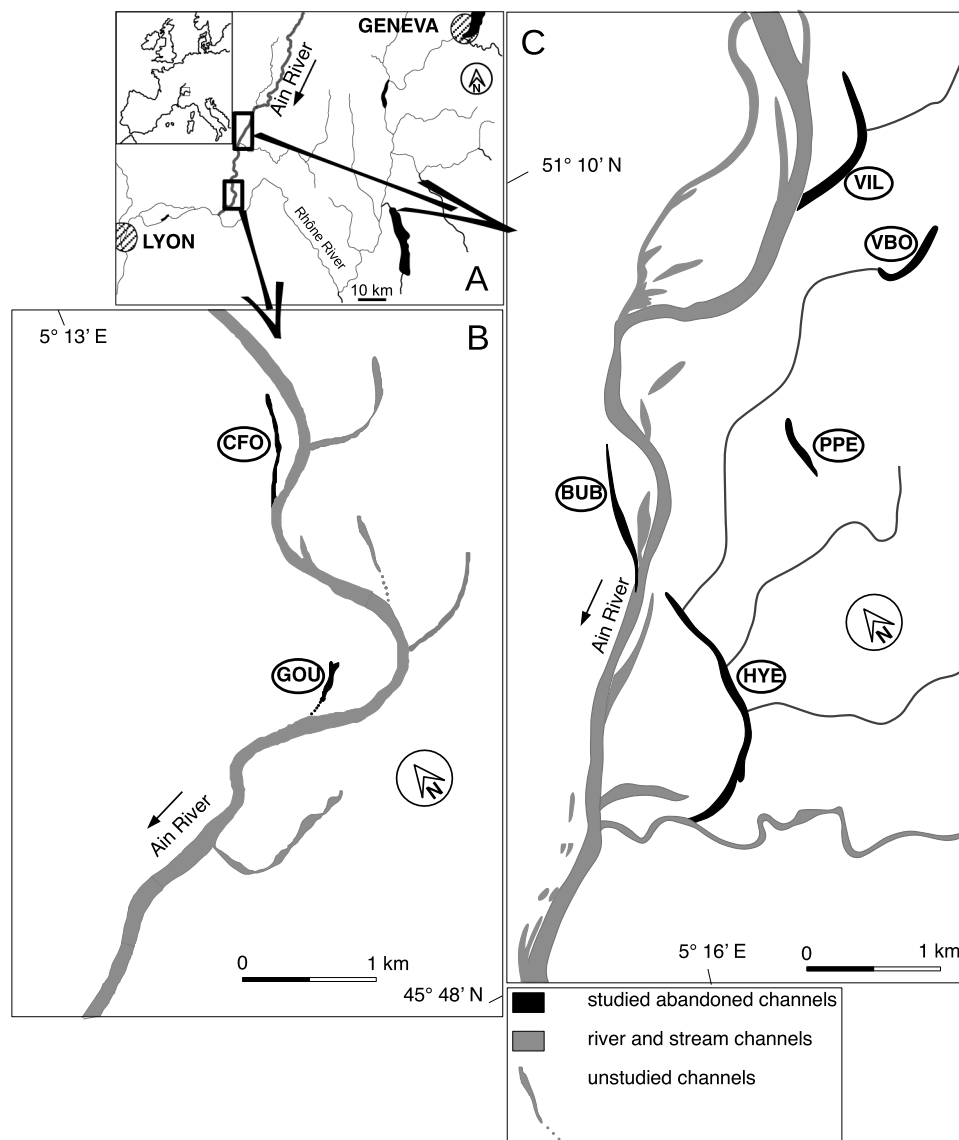 GENEVA
N
Ain River
LYON
Rhône River
A
10 km
5° 13’ E
B
CFO
GOU
N
Ain River
0 1 km
45° 48’ N
C
51° 10’ N
VIL
VBO
PPE
BUB
Ain River
N
HYE
5° 16’ E
0 1 km
studied abandoned channels
river and stream channels
unstudied channels